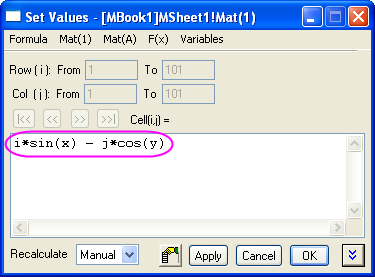 Set Values - [MBook1]MSheet1!Mat(1)
Formula Mat(1) Mat(A) F(x) Variables
Row ( i ): From 1 To 101
Col ( j ): From 1 To 101
Cell(i,j) =
i*sin(x) - j*cos(y)
Recalculate Manual Apply Cancel OK